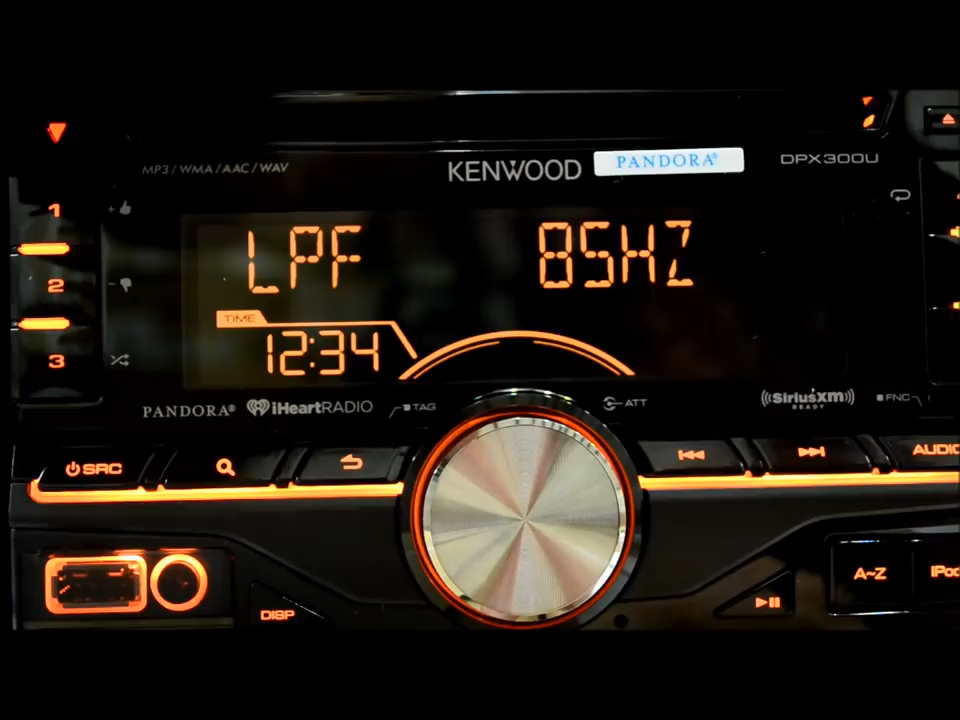 MP3 / WMA / AAC / WAV
KENWOOD
PANDORA®
DPX300U
1
LPF 85HZ
2
TIME
12:34
3
PANDORA®
iHeartRADIO
TAG
ATT
((SiriusXM))
READY
FNC
SRC
AUDIO
DISP
A~Z
iPod